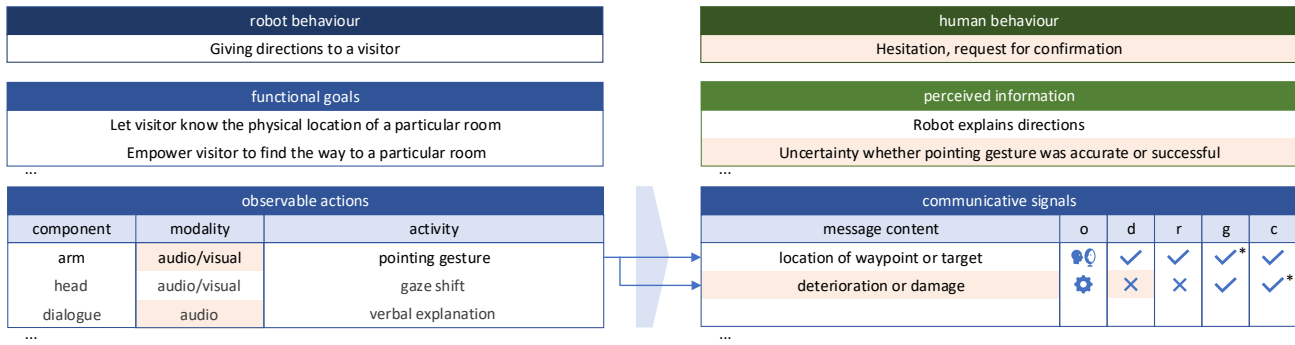 robot behaviour
Giving directions to a visitor
human behaviour
Hesitation, request for confirmation
functional goals
Let visitor know the physical location of a particular room
Empower visitor to find the way to a particular room
...
perceived information
Robot explains directions
Uncertainty whether pointing gesture was accurate or successful
...
observable actions
component modality activity
arm audio/visual pointing gesture
head audio/visual gaze shift
dialogue audio verbal explanation
...
communicative signals
message content o d r g c
location of waypoint or target *
deterioration or damage *
...